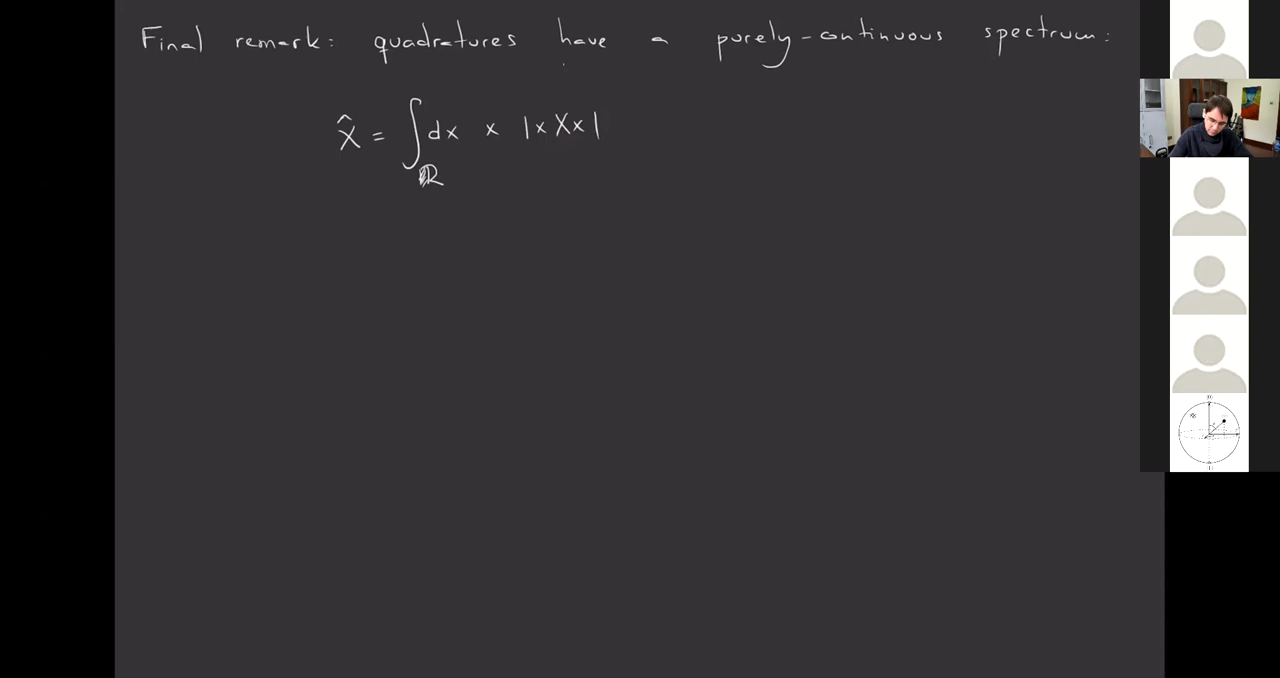 Final remark: quadratures have a purely-continuous spectrum:
X̂ = ∫_ℝ dx x |x⟩⟨x|